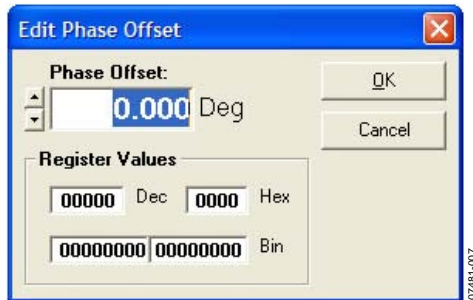 Edit Phase Offset
Phase Offset:
0.000 Deg
OK
Cancel
Register Values
00000 Dec 0000 Hex
00000000 00000000 Bin
07481-007